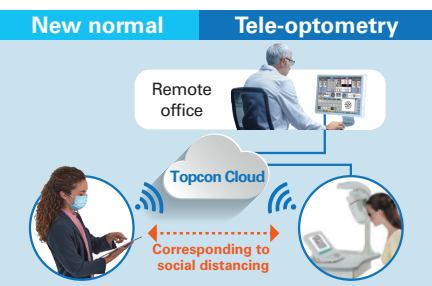 New normal
Tele-optometry
Remote
office
Topcon Cloud
Corresponding to
social distancing